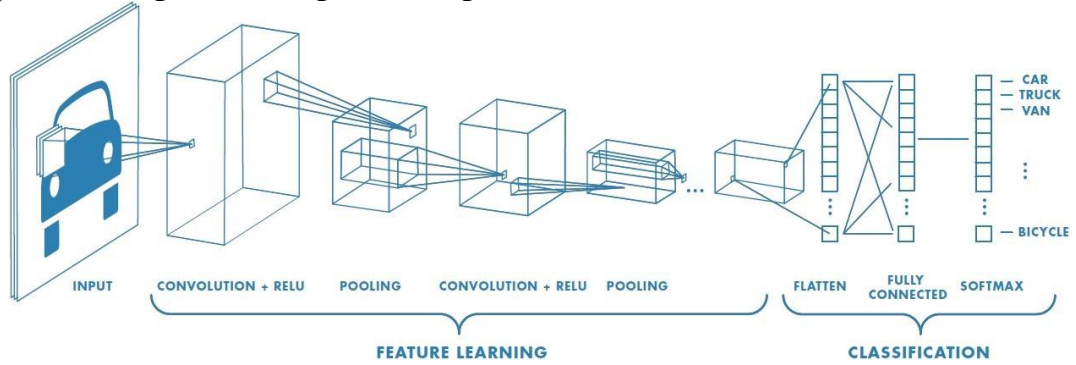 CAR
TRUCK
VAN
BICYCLE
INPUT
CONVOLUTION + RELU
POOLING
CONVOLUTION + RELU
POOLING
FLATTEN
FULLY
CONNECTED
SOFTMAX
FEATURE LEARNING
CLASSIFICATION